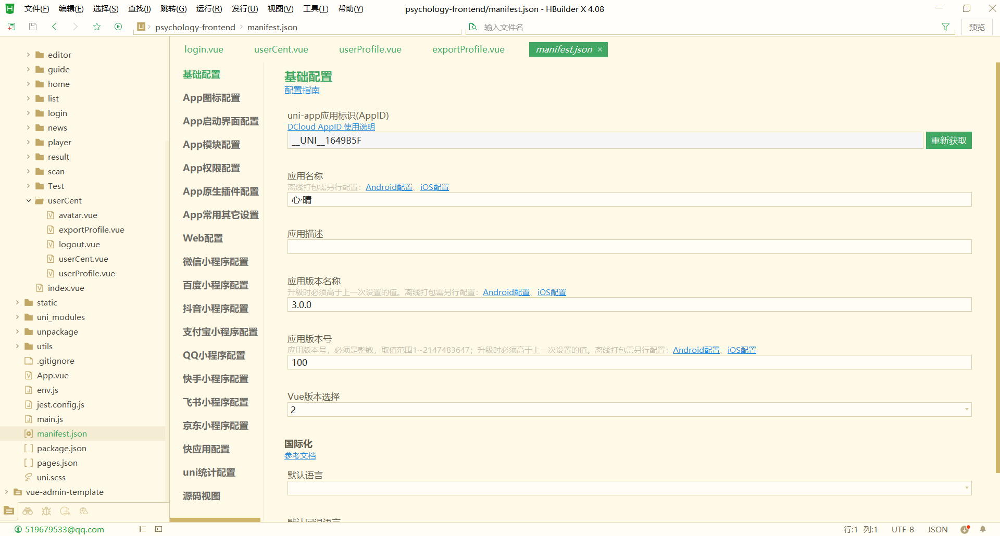 文件(F) 编辑(E) 选择(S) 查找(I) 跳转(G) 运行(R) 发行(U) 视图(V) 工具(T) 帮助(Y)
psychology-frontend/manifest.json - HBuilder X 4.08
psychology-frontend
manifest.json
输入文件名
预览
editor
guide
home
list
login
news
player
result
scan
Test
userCent
avatar.vue
exportProfile.vue
logout.vue
userCent.vue
userProfile.vue
index.vue
static
uni_modules
unpackage
utils
.gitignore
App.vue
env.js
jest.config.js
main.js
manifest.json
package.json
pages.json
uni.scss
vue-admin-template
login.vue
userCent.vue
userProfile.vue
exportProfile.vue
manifest.json ×
基础配置
App图标配置
App启动界面配置
App模块配置
App权限配置
App原生插件配置
App常用其它设置
Web配置
微信小程序配置
百度小程序配置
抖音小程序配置
支付宝小程序配置
QQ小程序配置
快手小程序配置
飞书小程序配置
京东小程序配置
快应用配置
uni统计配置
源码视图
基础配置
配置指南
uni-app应用标识(AppID)
DCloud AppID 使用说明
__UNI__1649B5F
重新获取
应用名称
离线打包需另行配置：Android配置、iOS配置
心·晴
应用描述
应用版本名称
升级时必须高于上一次设置的值。离线打包需另行配置：Android配置、iOS配置
3.0.0
应用版本号
应用版本号，必须是整数，取值范围1~2147483647；升级时必须高于上一次设置的值。离线打包需另行配置：Android配置、iOS配置
100
Vue版本选择
2
国际化
参考文档
默认语言
默认回退语言
519679533@qq.com
行:1 列:1
UTF-8
JSON